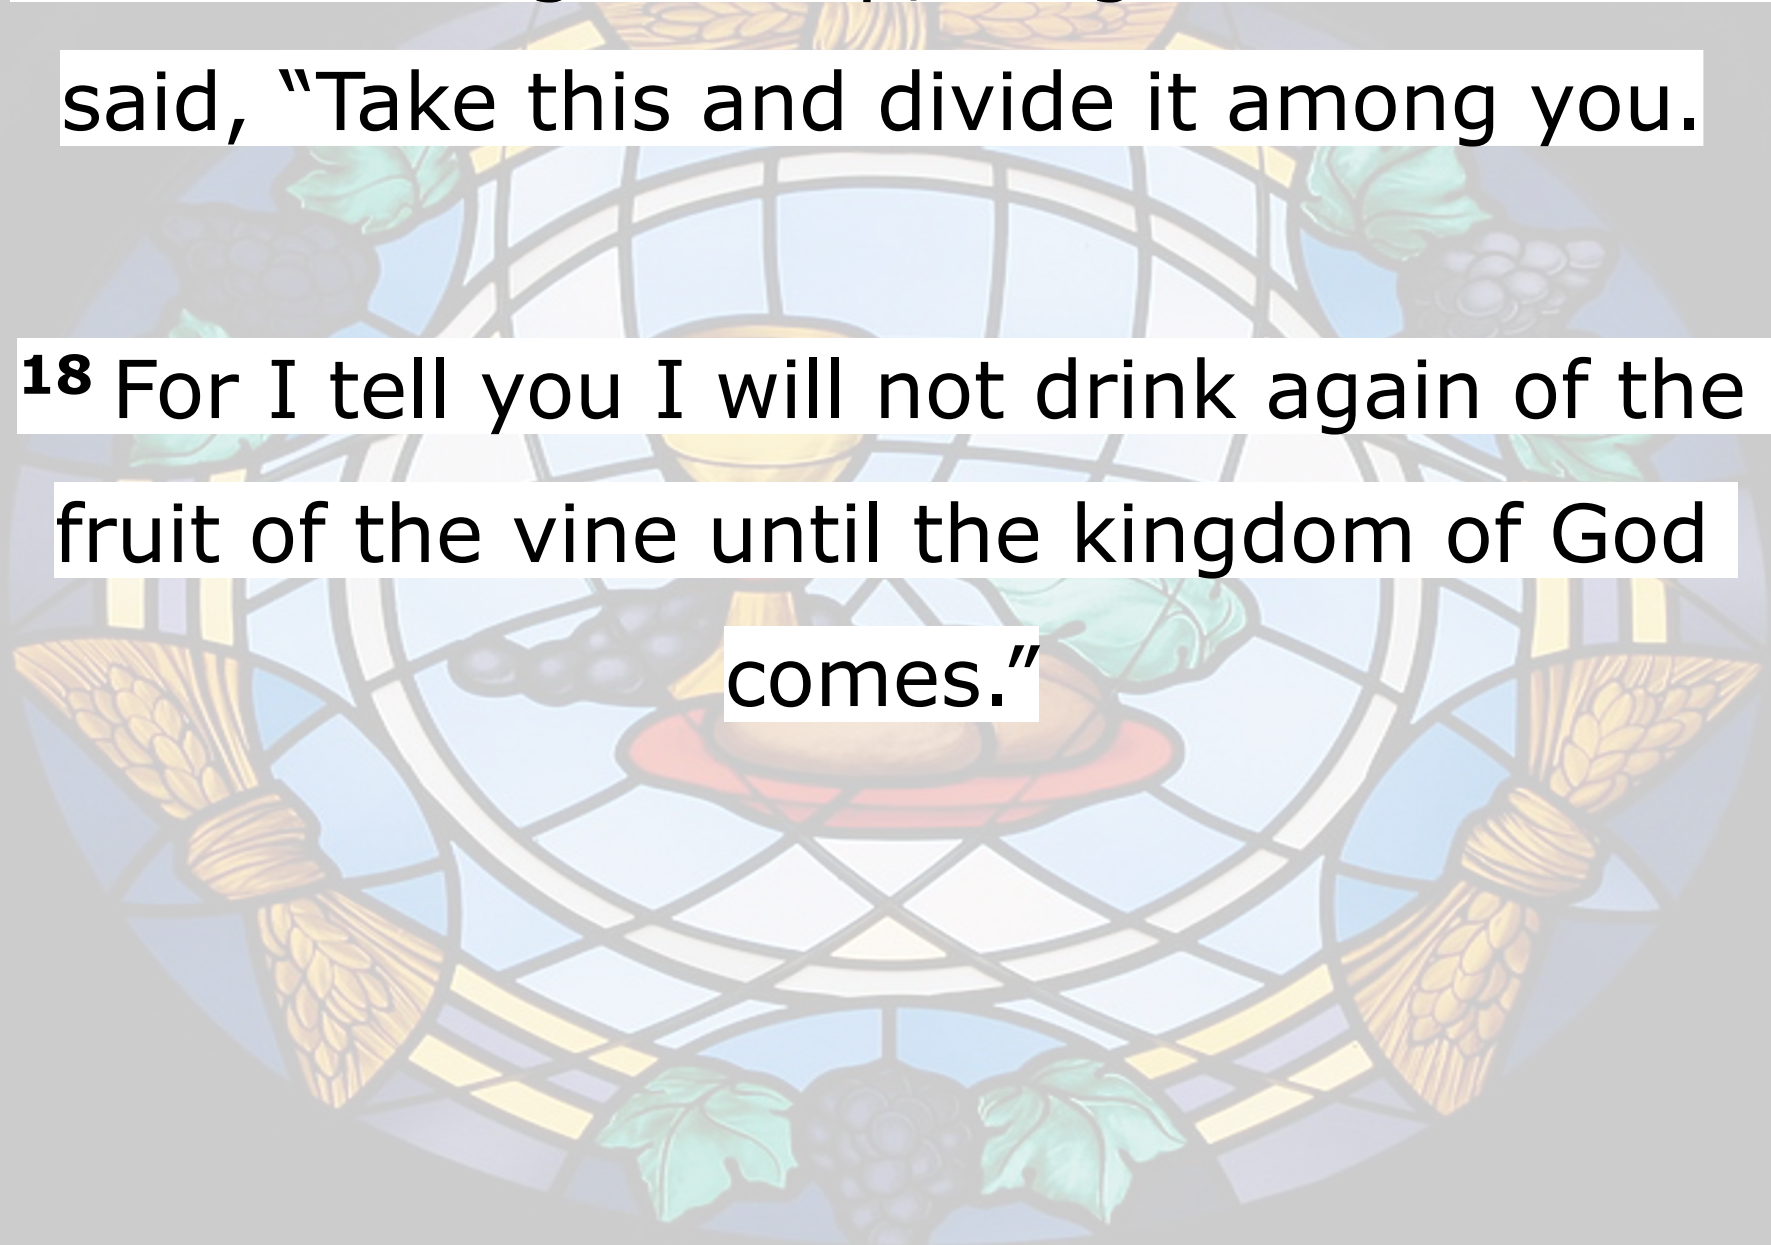 said, “Take this and divide it among you.
18 For I tell you I will not drink again of the
fruit of the vine until the kingdom of God
comes.”